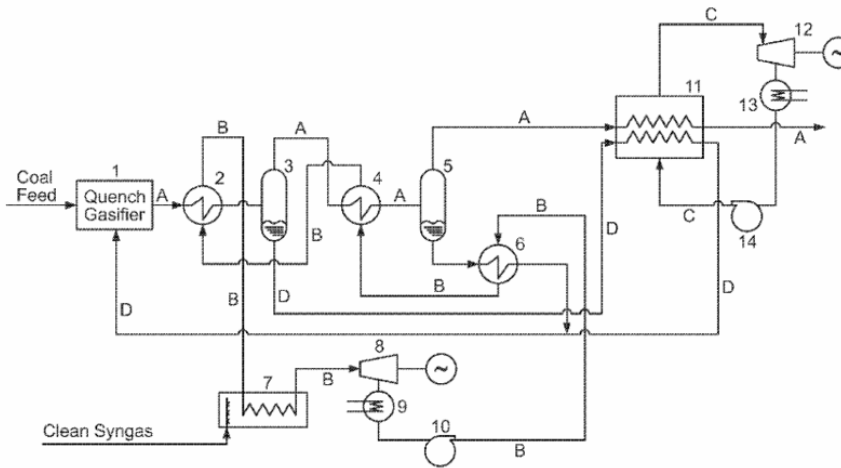 C
12
11
13
A
A
C
14
B
A
3
5
1
2
4
Coal
Feed
Quench
Gasifier
A
A
B
6
B
D
B
B
D
D
D
8
7
B
9
10
B
Clean Syngas